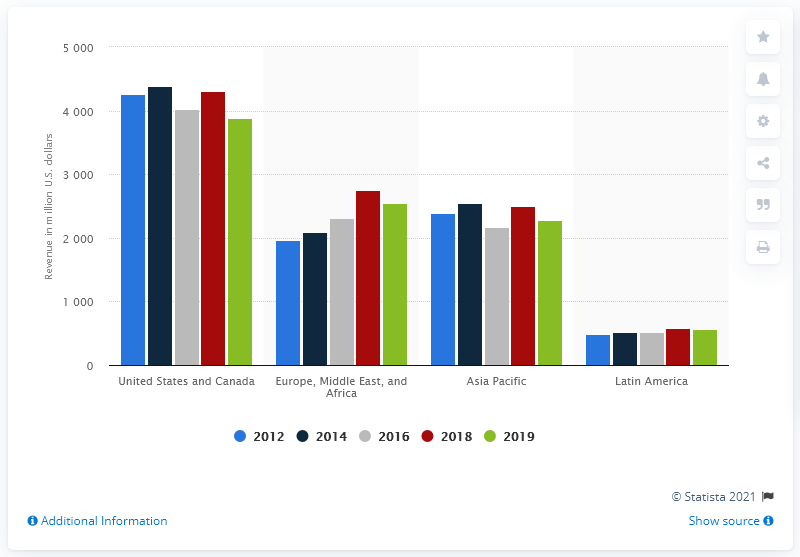 5 000
4 000
3 000
2 000
1 000
0
Revenue in million U.S. dollars
United States and Canada
Europe, Middle East, and
Africa
Asia Pacific
Latin America
2012 2014 2016 2018 2019
© Statista 2021
Additional Information
Show source